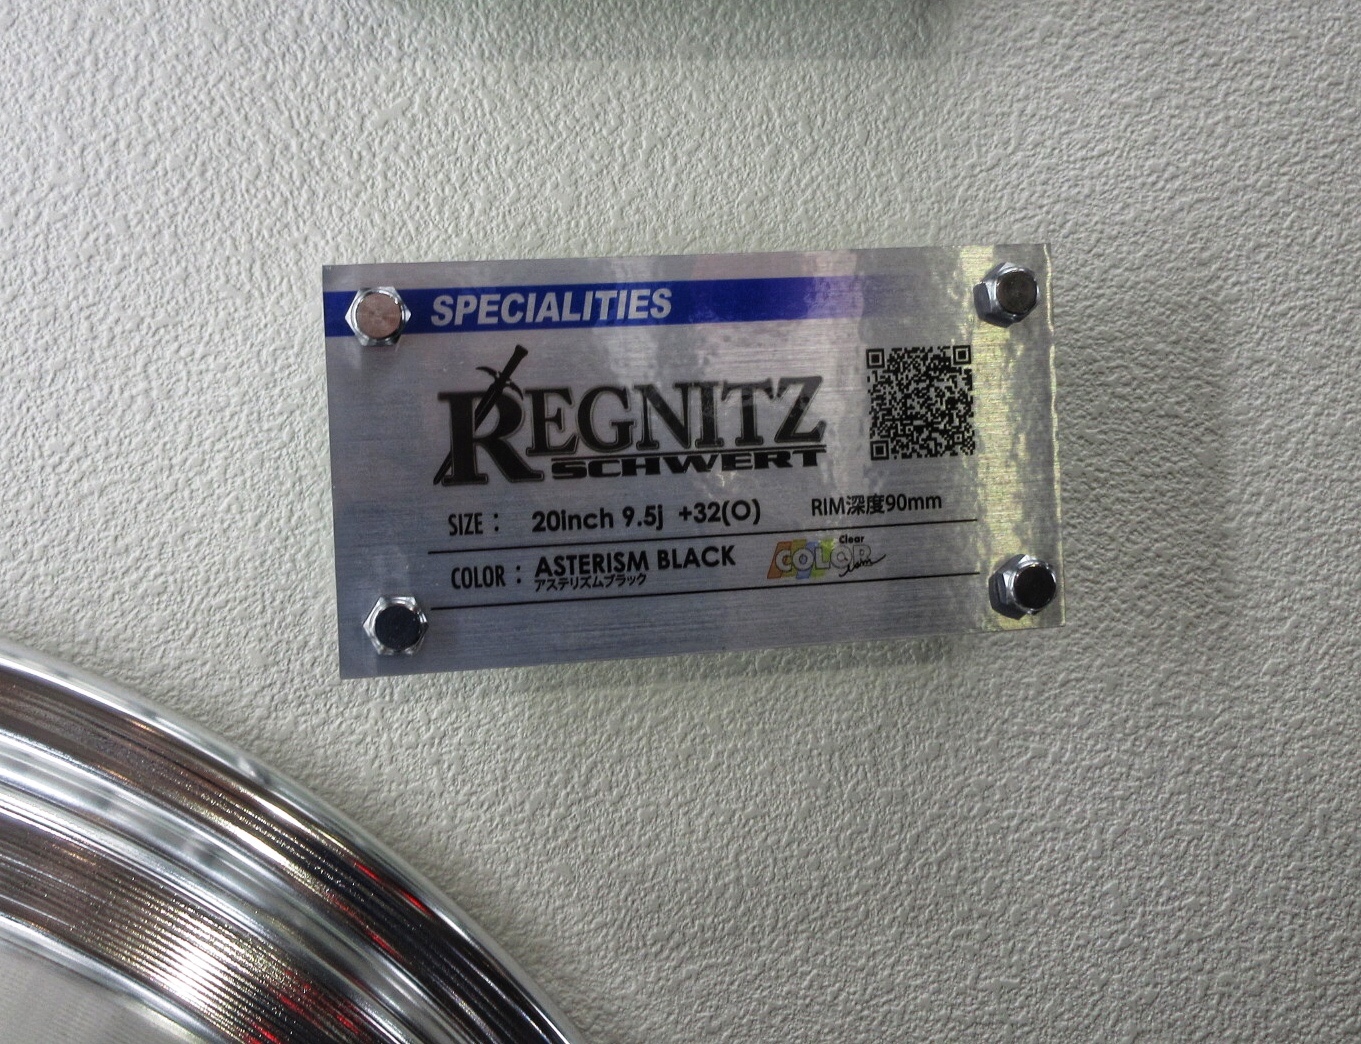 SPECIALITIES
REGNITZ
SCHWERT
SIZE : 20inch 9.5j +32(O) RIM深度90mm
COLOR : ASTERISM BLACK
アステリズムブラック
Clear
COLOR